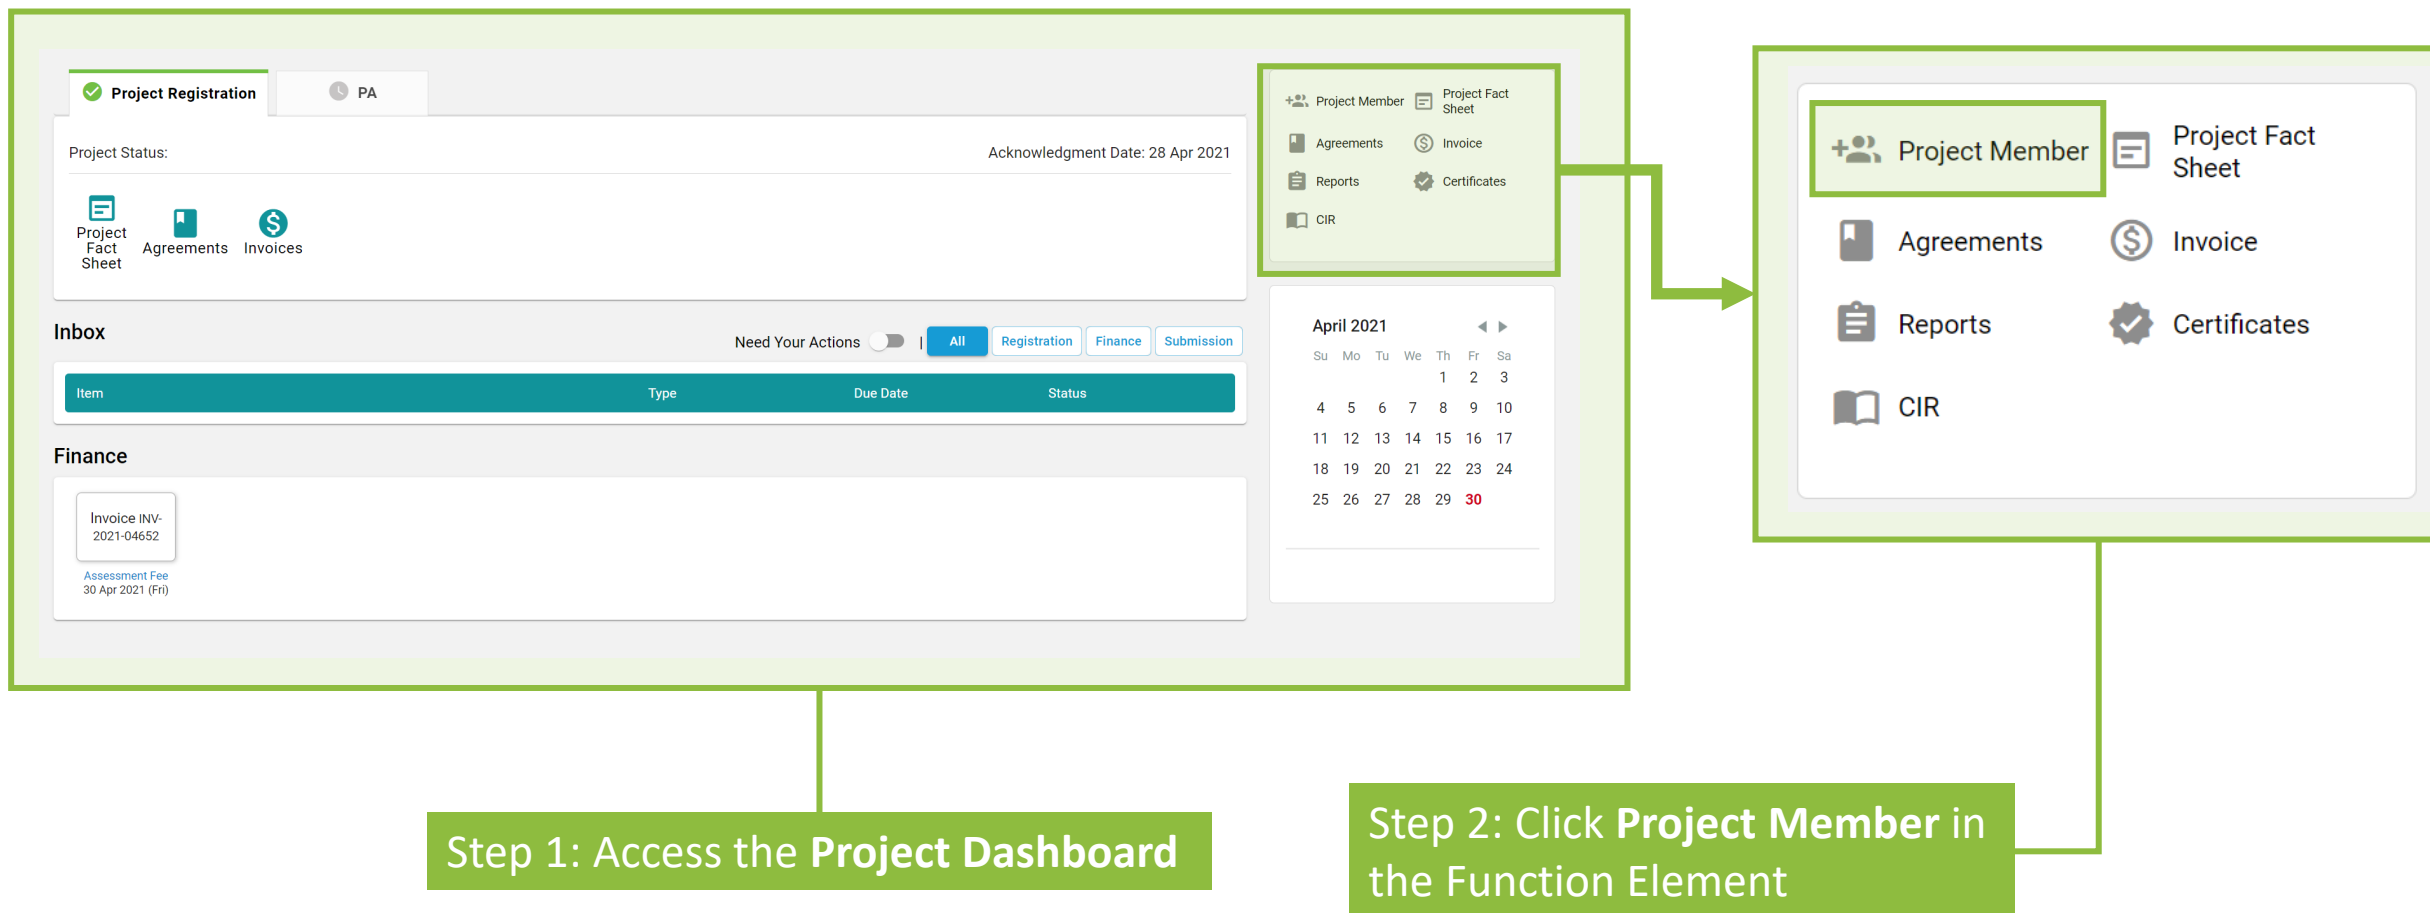 Project Registration
PA
Project Status:
Acknowledgment Date: 28 Apr 2021
Project
Fact
Sheet
Agreements
Invoices
Inbox
Need Your Actions
|
All
Registration
Finance
Submission
Item
Type
Due Date
Status
Finance
Invoice INV-
2021-04652
Assessment Fee
30 Apr 2021 (Fri)
Project Member
Project Fact
Sheet
Agreements
Invoice
Reports
Certificates
CIR
April 2021
Su Mo Tu We Th Fr Sa
1 2 3
4 5 6 7 8 9 10
11 12 13 14 15 16 17
18 19 20 21 22 23 24
25 26 27 28 29 30
Project Member
Project Fact
Sheet
Agreements
Invoice
Reports
Certificates
CIR
Step 1: Access the Project Dashboard
Step 2: Click Project Member in
the Function Element